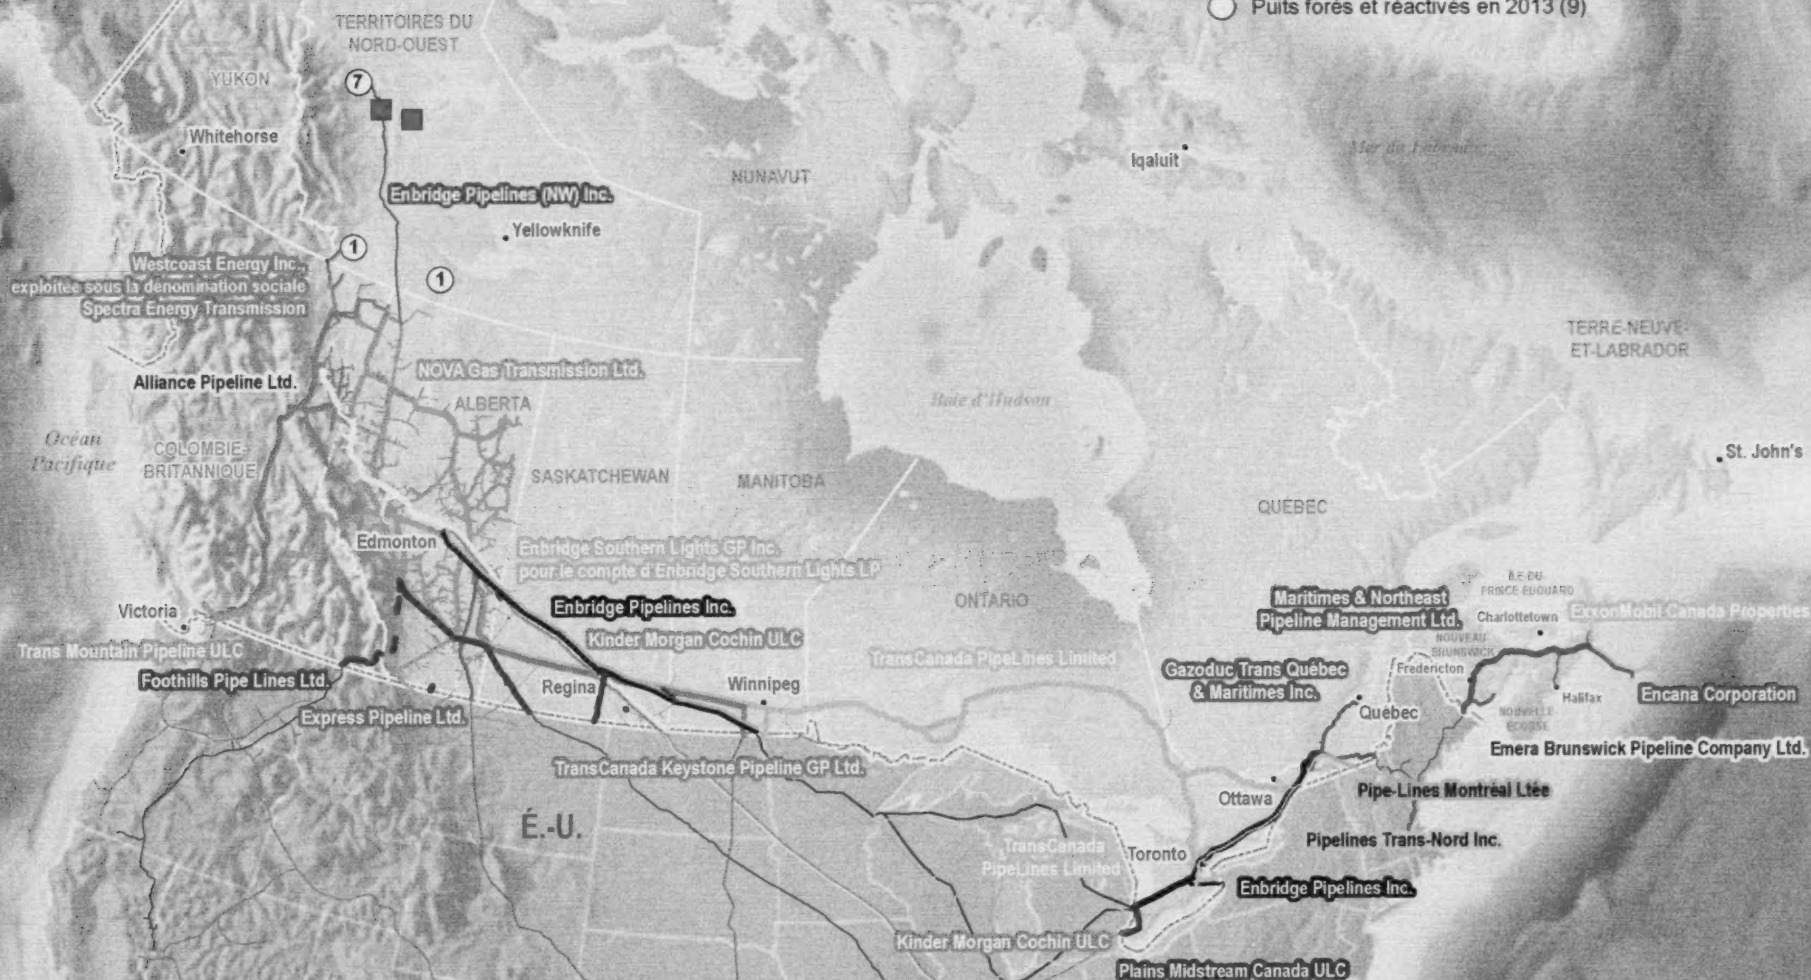 Puits forés et réactivés en 2013 (9)
TERRITOIRES DU
NORD-OUEST
YUKON
7
Whitehorse
Iqaluit
Mer du Labrador
NUNAVUT
Enbridge Pipelines (NW) Inc.
Yellowknife
1
Westcoast Energy Inc.,
exploitée sous la dénomination sociale
Spectra Energy Transmission
1
TERRE-NEUVE-
ET-LABRADOR
NOVA Gas Transmission Ltd.
Alliance Pipeline Ltd.
ALBERTA
Baie d'Hudson
Océan
Pacifique
COLOMBIE-
BRITANNIQUE
SASKATCHEWAN
MANITOBA
St. John's
QUÉBEC
Edmonton
Enbridge Southern Lights GP Inc.
pour le compte d'Enbridge Southern Lights LP
ÎLE DU
PRINCE ÉDOUARD
Maritimes & Northeast
Pipeline Management Ltd.
ONTARIO
Enbridge Pipelines Inc.
Victoria
Charlottetown
ExxonMobil Canada Properties
Kinder Morgan Cochin ULC
NOUVEAU
BRUNSWICK
Trans Mountain Pipeline ULC
TransCanada PipeLines Limited
Gazoduc Trans Québec
& Maritimes Inc.
Fredericton
Foothills Pipe Lines Ltd.
Regina
Winnipeg
Halifax
Encana Corporation
Québec
NOUVELLE
ÉCOSSE
Express Pipeline Ltd.
Emera Brunswick Pipeline Company Ltd.
TransCanada Keystone Pipeline GP Ltd.
Ottawa
Pipe-Lines Montréal Ltée
É.-U.
Pipelines Trans-Nord Inc.
TransCanada
PipeLines Limited
Toronto
Enbridge Pipelines Inc.
Kinder Morgan Cochin ULC
Plains Midstream Canada ULC